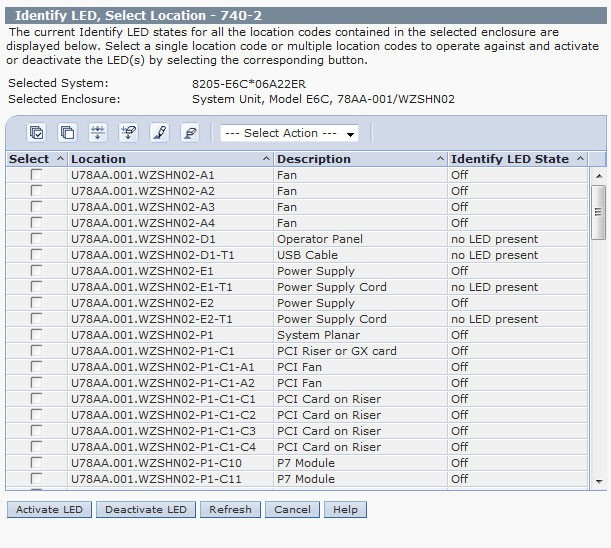 Identify LED, Select Location - 740-2
The current Identify LED states for all the location codes contained in the selected enclosure are
displayed below. Select a single location code or multiple location codes to operate against and activate
or deactivate the LED(s) by selecting the corresponding button.
Selected System: 8205-E6C*06A22ER
Selected Enclosure: System Unit, Model E6C, 78AA-001/WZSHN02
--- Select Action ---
Select ^ Location ^ Description ^ Identify LED State ^
U78AA.001.WZSHN02-A1 Fan Off
U78AA.001.WZSHN02-A2 Fan Off
U78AA.001.WZSHN02-A3 Fan Off
U78AA.001.WZSHN02-A4 Fan Off
U78AA.001.WZSHN02-D1 Operator Panel no LED present
U78AA.001.WZSHN02-D1-T1 USB Cable no LED present
U78AA.001.WZSHN02-E1 Power Supply Off
U78AA.001.WZSHN02-E1-T1 Power Supply Cord no LED present
U78AA.001.WZSHN02-E2 Power Supply Off
U78AA.001.WZSHN02-E2-T1 Power Supply Cord no LED present
U78AA.001.WZSHN02-P1 System Planar Off
U78AA.001.WZSHN02-P1-C1 PCI Riser or GX card Off
U78AA.001.WZSHN02-P1-C1-A1 PCI Fan Off
U78AA.001.WZSHN02-P1-C1-A2 PCI Fan Off
U78AA.001.WZSHN02-P1-C1-C1 PCI Card on Riser Off
U78AA.001.WZSHN02-P1-C1-C2 PCI Card on Riser Off
U78AA.001.WZSHN02-P1-C1-C3 PCI Card on Riser Off
U78AA.001.WZSHN02-P1-C1-C4 PCI Card on Riser Off
U78AA.001.WZSHN02-P1-C10 P7 Module Off
U78AA.001.WZSHN02-P1-C11 P7 Module Off
Activate LED Deactivate LED Refresh Cancel Help